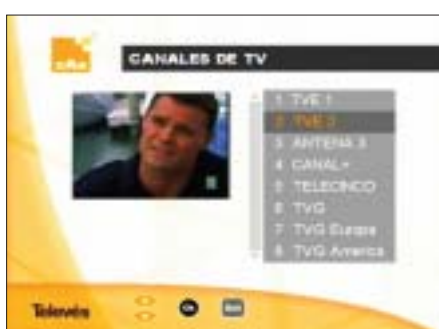 CANALES DE TV
1 TVE 1
2 TVE 2
3 ANTENA 3
4 CANAL+
5 TELECINCO
6 TVG
7 TVG Europa
8 TVG America
Televés